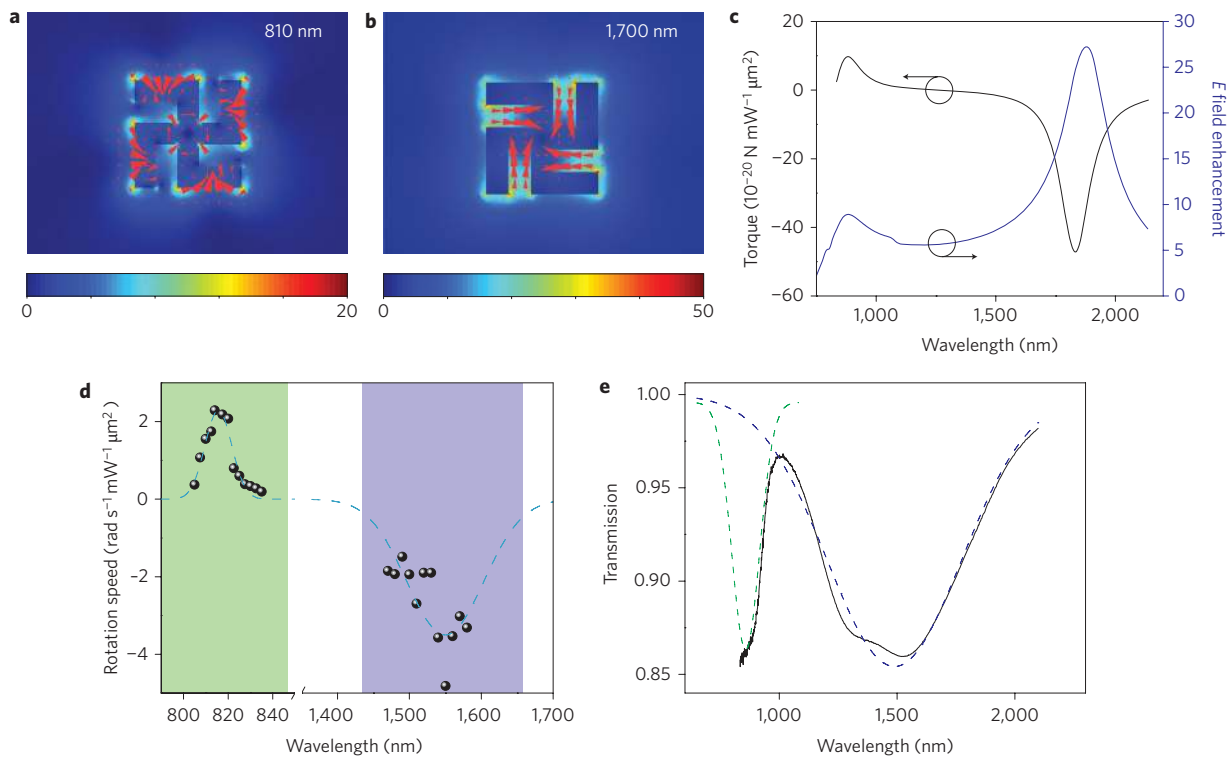 a
810 nm
0
20
b
1,700 nm
0
50
c
20
0
−20
−40
−60
Torque (10⁻²⁰ N mW⁻¹ μm²)
30
25
20
15
10
5
0
E field enhancement
1,000
1,500
2,000
Wavelength (nm)
d
2
0
−2
−4
Rotation speed (rad s⁻¹ mW⁻¹ μm²)
800
820
840
1,400
1,500
1,600
1,700
Wavelength (nm)
e
1.00
0.95
0.90
0.85
Transmission
1,000
1,500
2,000
Wavelength (nm)